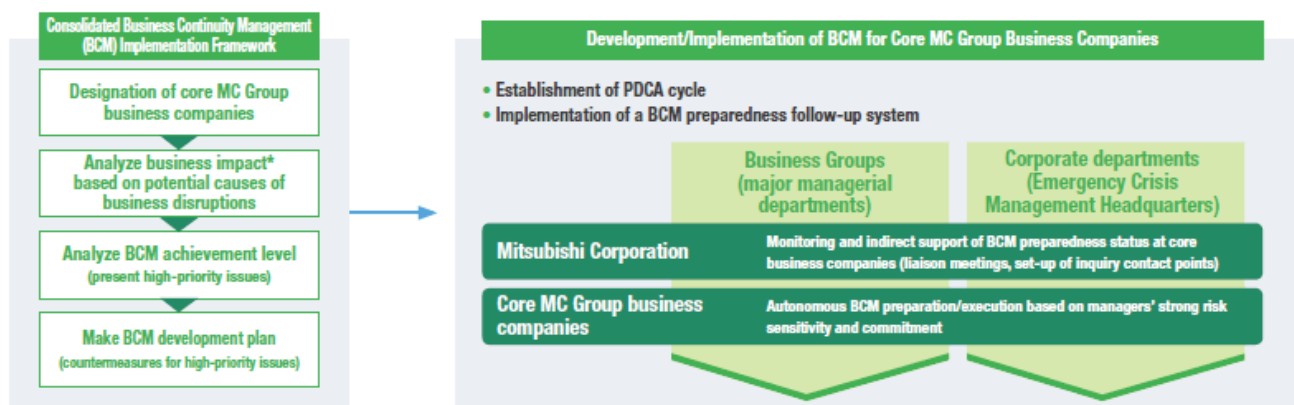 Consolidated Business Continuity Management
(BCM) Implementation Framework
Designation of core MC Group
business companies
Analyze business impact*
based on potential causes of
business disruptions
Analyze BCM achievement level
(present high-priority issues)
Make BCM development plan
(countermeasures for high-priority issues)
Development/Implementation of BCM for Core MC Group Business Companies
• Establishment of PDCA cycle
• Implementation of a BCM preparedness follow-up system
Business Groups
(major managerial
departments)
Corporate departments
(Emergency Crisis
Management Headquarters)
Mitsubishi Corporation
Monitoring and indirect support of BCM preparedness status at core
business companies (liaison meetings, set-up of inquiry contact points)
Core MC Group business
companies
Autonomous BCM preparation/execution based on managers' strong risk
sensitivity and commitment